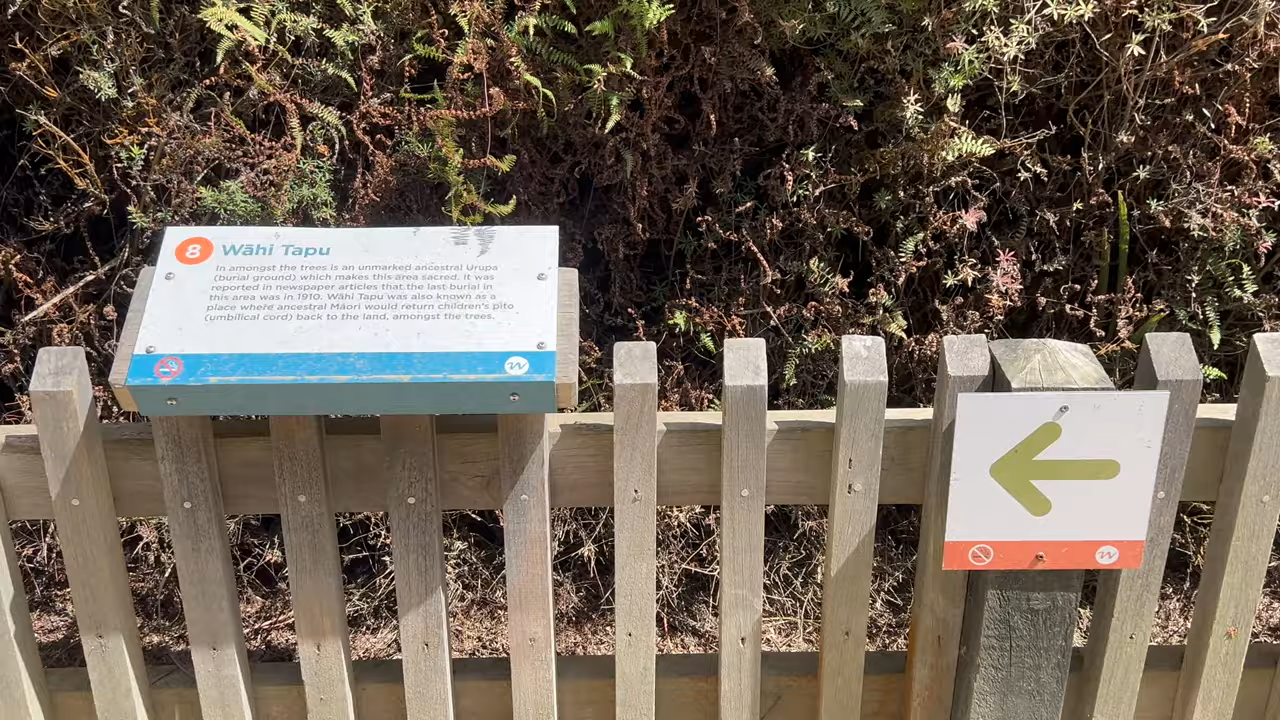 8 Wāhi Tapu
In amongst the trees is an unmarked ancestral Urupa
(burial ground) which makes this area sacred. It was
reported in newspaper articles that the last burial in
this area was in 1910. Wāhi Tapu was also known as a
place where ancestral Māori would return children's pito
(umbilical cord) back to the land, amongst the trees.
w
w